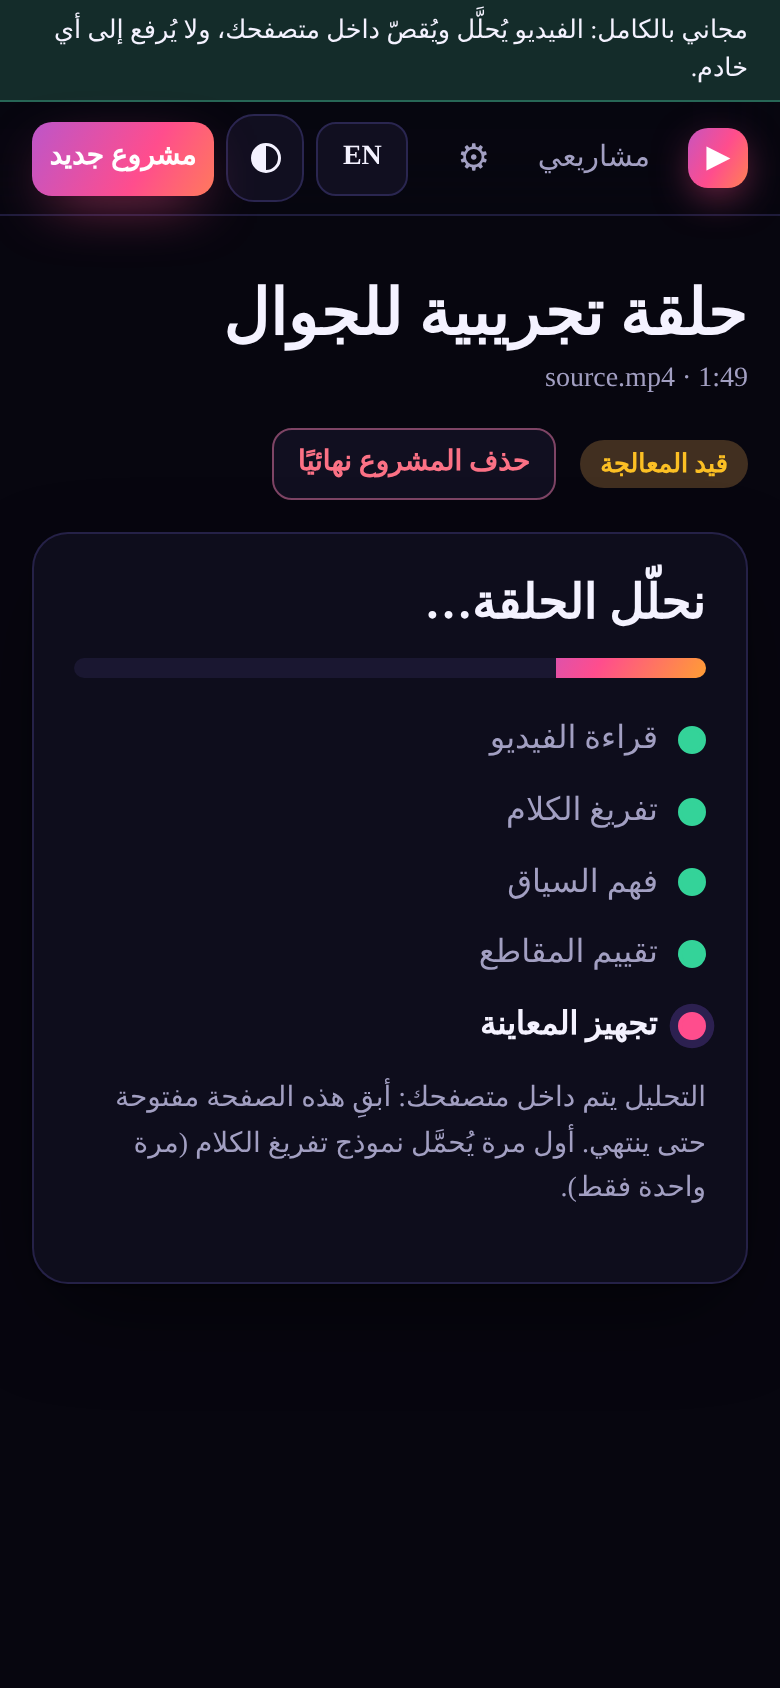 مجاني بالكامل: الفيديو يُحلَّل ويُقصّ داخل متصفحك، ولا يُرفع إلى أي
خادم.
مشاريعي
EN
مشروع جديد
حلقة تجريبية للجوال
source.mp4 · 1:49
قيد المعالجة
حذف المشروع نهائيًا
نحلّل الحلقة…
قراءة الفيديو
تفريغ الكلام
فهم السياق
تقييم المقاطع
تجهيز المعاينة
التحليل يتم داخل متصفحك: أبقِ هذه الصفحة مفتوحة
حتى ينتهي. أول مرة يُحمَّل نموذج تفريغ الكلام (مرة
واحدة فقط).